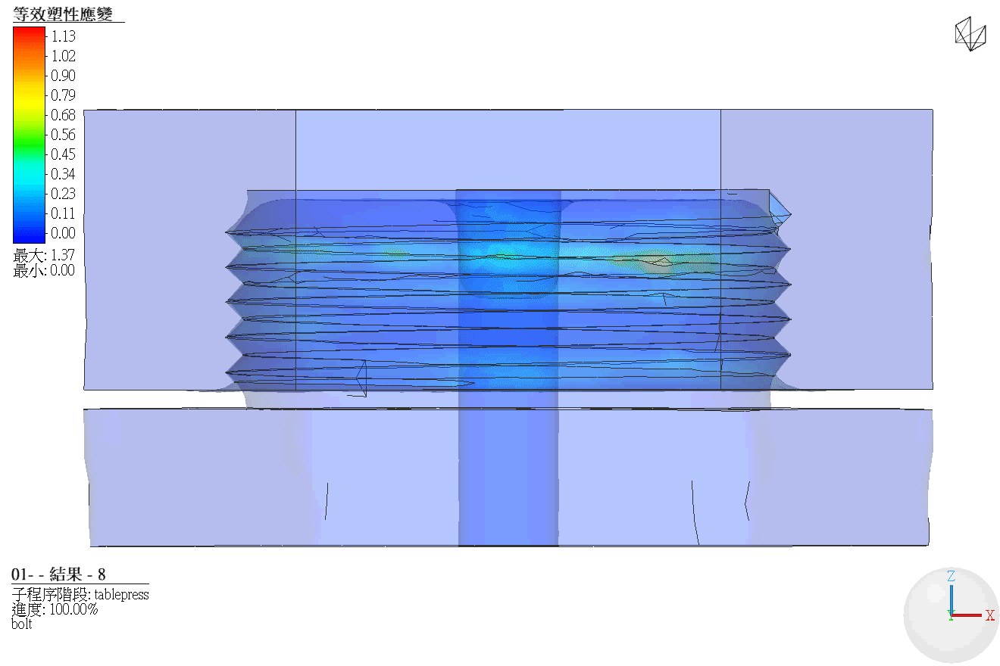 等效塑性應變
1.13
1.02
0.90
0.79
0.68
0.56
0.45
0.34
0.23
0.11
0.00
最大: 1.37
最小: 0.00
01- - 結果 - 8
子程序階段: tablepress
進度: 100.00%
bolt
Z
Y
X